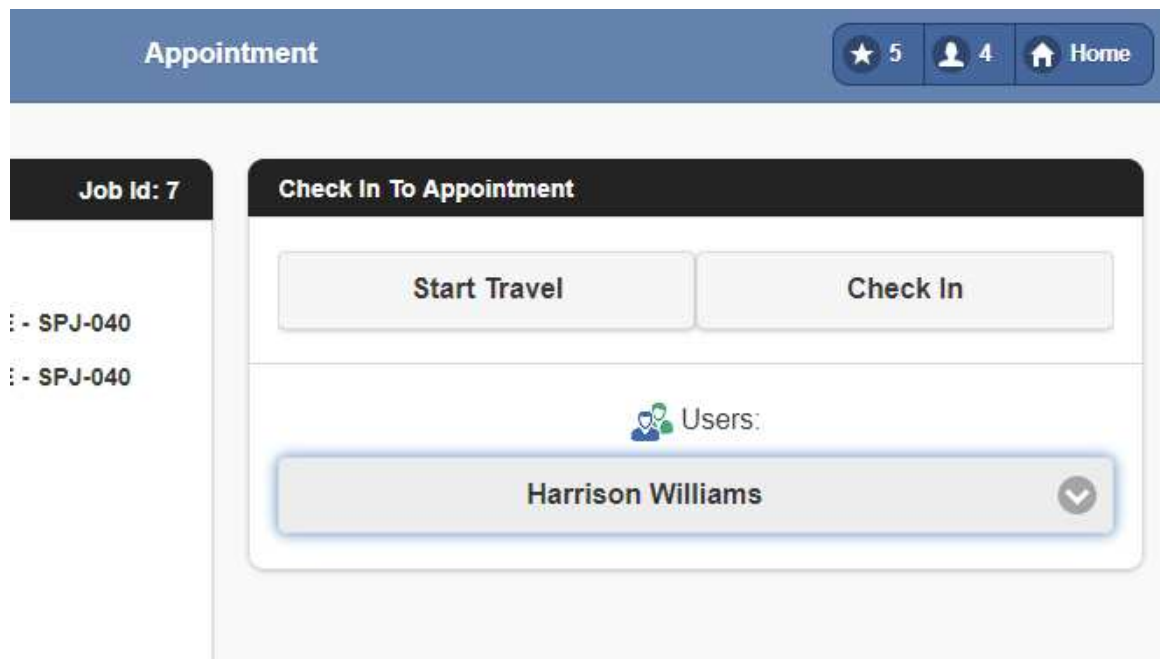 Appointment
5 4 Home
Job Id: 7
- SPJ-040
- SPJ-040
Check In To Appointment
Start Travel Check In
Users:
Harrison Williams